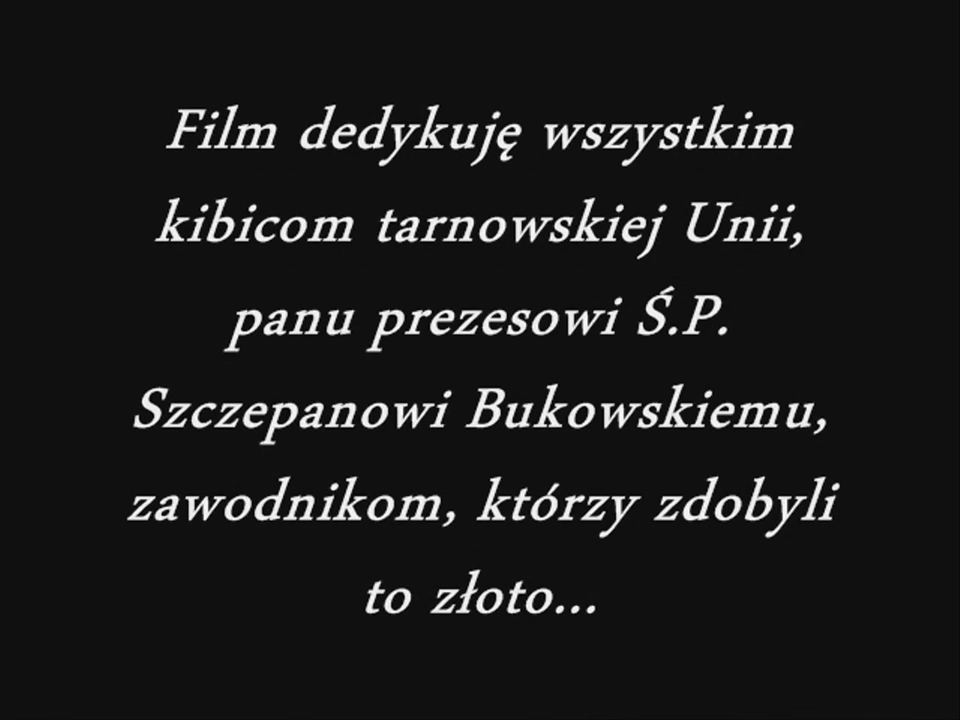 Film dedykuję wszystkim
kibicom tarnowskiej Unii,
panu prezesowi Ś.P.
Szczepanowi Bukowskiemu,
zawodnikom, którzy zdobyli
to złoto...